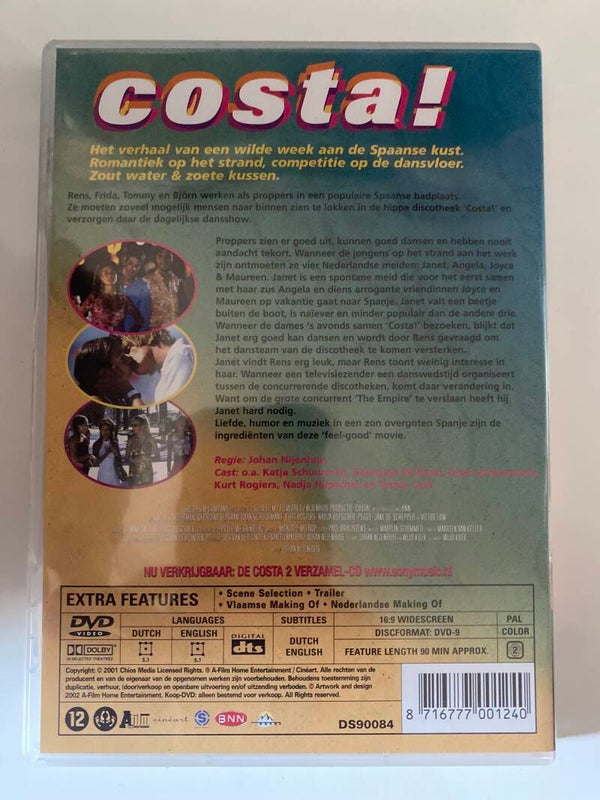 costa!
Het verhaal van een wilde week aan de Spaanse kust.
Romantiek op het strand, competitie op de dansvloer.
Zout water & zoete kussen.
Rens, Frida, Tommy en Björn werken als proppers in een populaire Spaanse badplaats.
Ze moeten zoveel mogelijk mensen naar binnen zien te lokken in de hippe discotheek 'Costa!' en
verzorgen daar de dagelijkse dansshow.
Proppers zien er goed uit, kunnen goed dansen en hebben nooit
aandacht tekort. Wanneer de jongens op het strand aan het werk
zijn ontmoeten ze vier Nederlandse meiden: Janet, Angela, Joyce
& Maureen. Janet is een spontane meid die voor het eerst samen
met haar zus Angela en diens arrogante vriendinnen Joyce en
Maureen op vakantie gaat naar Spanje. Janet valt een beetje
buiten de boot, is naïever en minder populair dan de andere drie.
Wanneer de dames 's avonds samen 'Costa!' bezoeken, blijkt dat
Janet erg goed kan dansen en wordt door Rens gevraagd om
het dansteam van de discotheek te komen versterken.
Janet vindt Rens erg leuk, maar Rens toont weinig interesse in
haar. Wanneer een televisiezender een danswedstrijd organiseert
tussen de concurrerende discotheken, komt daar verandering in.
Want om de grote concurrent 'The Empire' te verslaan heeft hij
Janet hard nodig.
Liefde, humor en muziek in een zon overgoten Spanje zijn de
ingrediënten van deze 'feel-good' movie.
Regie: Johan Nijenhuis
Cast: o.a. Katja Schuurman,
Kurt Rogiers, Nadja Hüpscher en
NU VERKRIJGBAAR: DE COSTA 2 VERZAMEL-CD www.sonymusic.nl
EXTRA FEATURES
• Scene Selection • Trailer
• Vlaamse Making Of • Nederlandse Making Of
DVD VIDEO
LANGUAGES
DUTCH ENGLISH
5.1 5.1
DOLBY
IN SELECTED THEATRES
DIGITAL dts
SUBTITLES
DUTCH
ENGLISH
16:9 WIDESCREEN
DISCFORMAT: DVD-9
FEATURE LENGTH 90 MIN APPROX.
PAL
COLOR
2
Copyright: © 2001 Chios Media Licensed Rights. ® A-Film Home Entertainment / Cinéart. Alle rechten van de
producent en van de eigenaar van de opgenomen werken zijn voorbehouden. Behoudens toestemming zijn
duplicatie, verhuur, (door)verkoop en openbare uitvoering en/of uitzending verboden. © Artwork and design
2002 A-Film Home Entertainment. Koop-DVD: alleen bestemd voor verkoop. All Rights reserved.
12 A film cinéart S BNN
DS90084
8 716777 001240